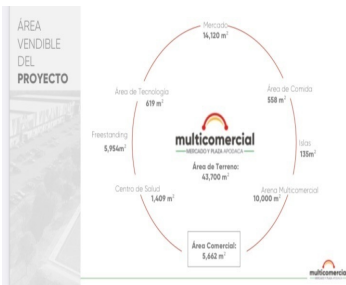 ÁREA
VENDIBLE
DEL
PROYECTO
Mercado
14,120 m²
Área de Tecnología
619 m²
Área de Comida
558 m²
Freestanding
5,954m²
multicomercial
MERCADO Y PLAZA APODACA
Área de Terreno:
43,700 m²
Islas
135m²
Centro de Salud
1,409 m²
Arena Multicomercial
10,000 m²
Área Comercial:
5,662 m²
multicomercial